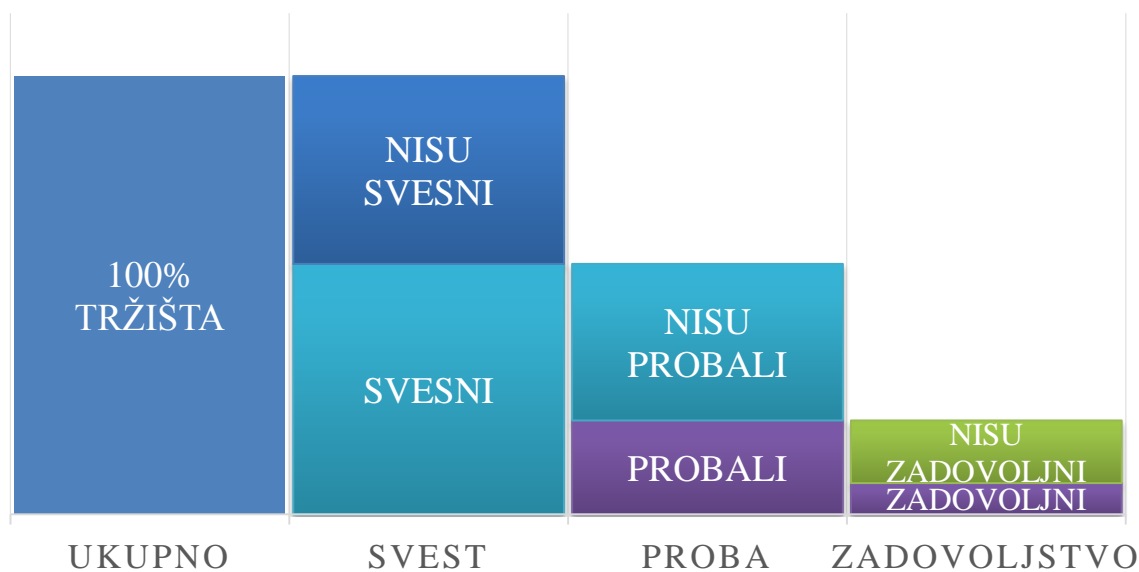 100%
TRŽIŠTA
NISU
SVESNI
SVESNI
NISU
PROBALI
PROBALI
NISU
ZADOVOLJNI
ZADOVOLJNI
UKUPNO
SVEST
PROBA
ZADOVOLJSTVO